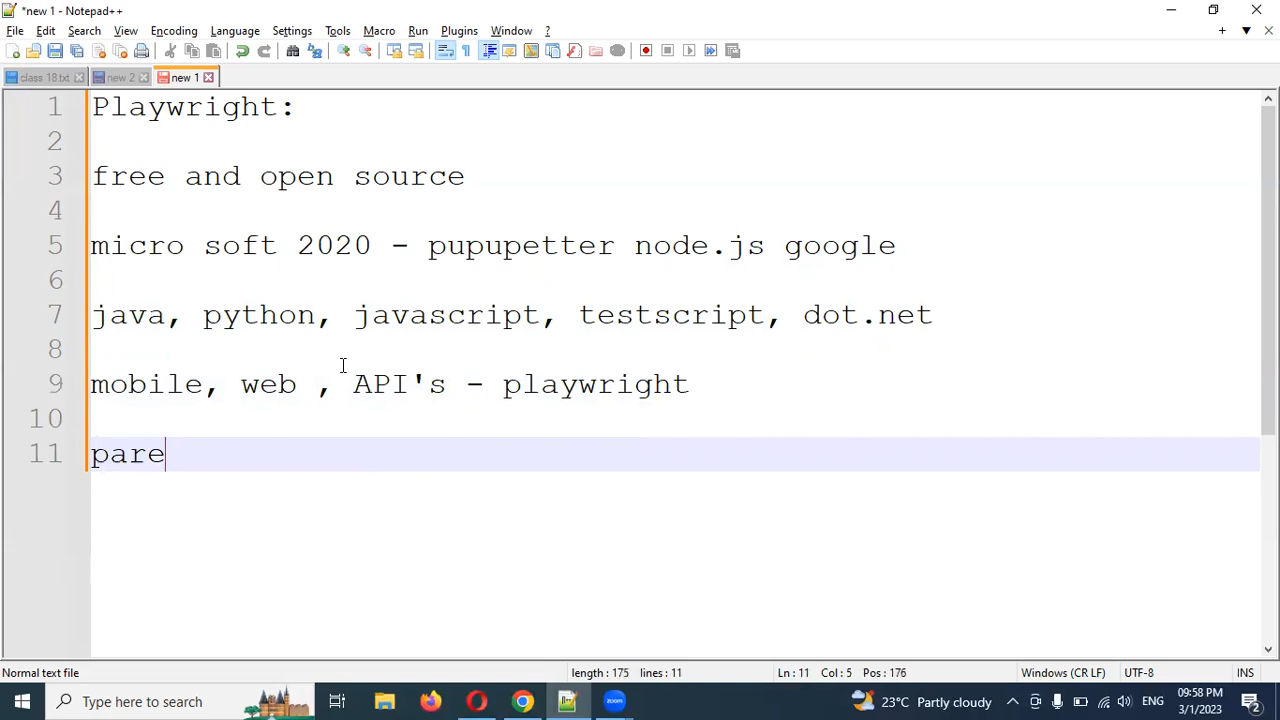 *new 1 - Notepad++
File Edit Search View Encoding Language Settings Tools Macro Run Plugins Window ?
class 18.txt new 2 new 1
1 Playwright:
2
3 free and open source
4
5 micro soft 2020 - pupupetter node.js google
6
7 java, python, javascript, testscript, dot.net
8
9 mobile, web , API's - playwright
10
11 pare
Normal text file length : 175 lines : 11 Ln : 11 Col : 5 Pos : 176 Windows (CR LF) UTF-8 INS
Type here to search zoom 23°C Partly cloudy ENG 09:58 PM
3/1/2023 2